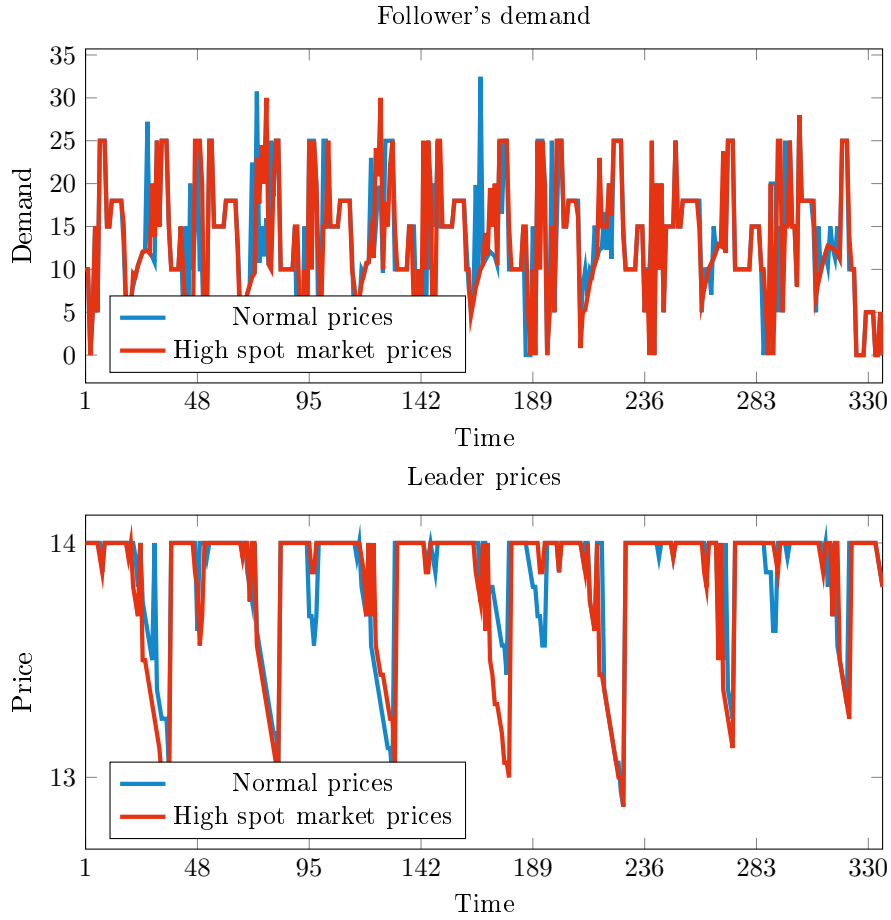 Follower's demand
35
30
25
20
15
10
5
0
Demand
Normal prices
High spot market prices
1 48 95 142 189 236 283 330
Time
Leader prices
14
13
Price
Normal prices
High spot market prices
1 48 95 142 189 236 283 330
Time